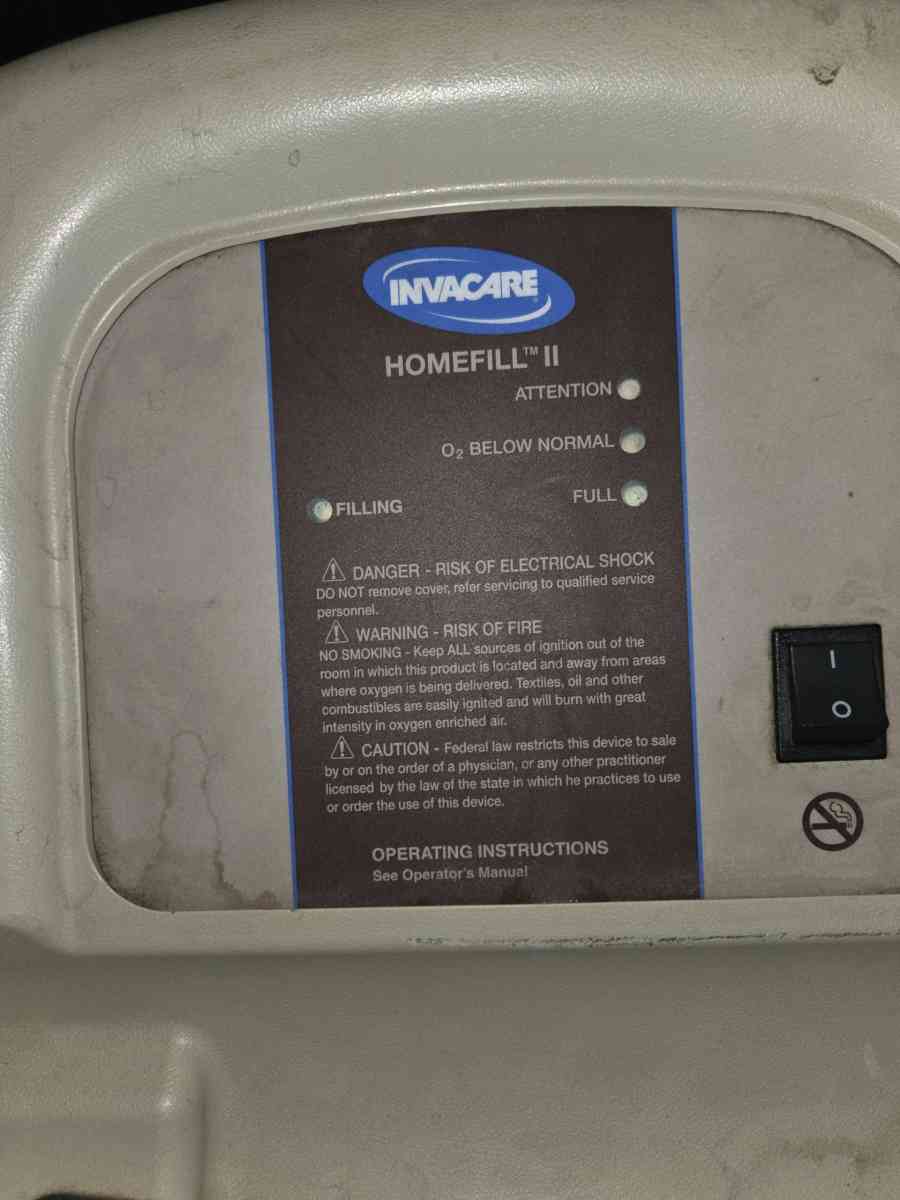 INVACARE
HOMEFILL™ II
ATTENTION
O₂ BELOW NORMAL
FILLING
FULL
DANGER - RISK OF ELECTRICAL SHOCK
DO NOT remove cover, refer servicing to qualified service
personnel.
WARNING - RISK OF FIRE
NO SMOKING - Keep ALL sources of ignition out of the
room in which this product is located and away from areas
where oxygen is being delivered. Textiles, oil and other
combustibles are easily ignited and will burn with great
intensity in oxygen enriched air.
CAUTION - Federal law restricts this device to sale
by or on the order of a physician, or any other practitioner
licensed by the law of the state in which he practices to use
or order the use of this device.
I
O
OPERATING INSTRUCTIONS
See Operator's Manual